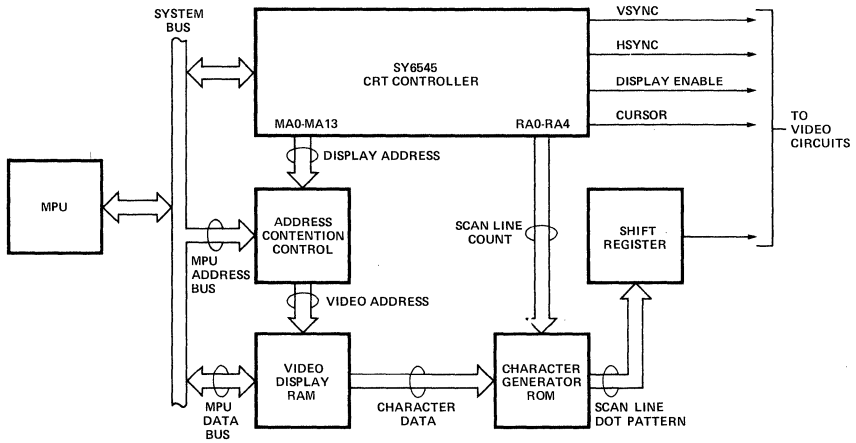 SYSTEM
BUS
SY6545
CRT CONTROLLER
MA0-MA13
RA0-RA4
VSYNC
HSYNC
DISPLAY ENABLE
CURSOR
TO
VIDEO
CIRCUITS
DISPLAY ADDRESS
MPU
ADDRESS
CONTENTION
CONTROL
SCAN LINE
COUNT
SHIFT
REGISTER
MPU
ADDRESS
BUS
VIDEO ADDRESS
VIDEO
DISPLAY
RAM
CHARACTER
GENERATOR
ROM
MPU
DATA
BUS
CHARACTER
DATA
SCAN LINE
DOT PATTERN